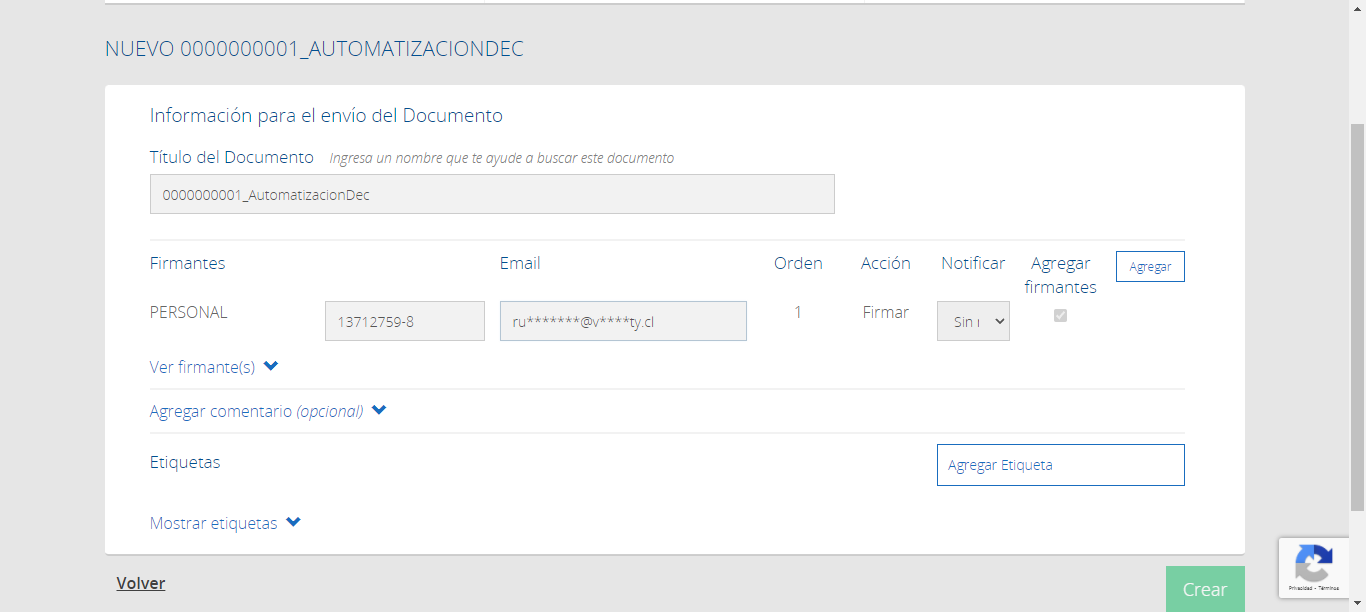 NUEVO 0000000001_AUTOMATIZACIONDEC
Información para el envío del Documento
Título del Documento Ingresa un nombre que te ayude a buscar este documento
0000000001_AutomatizacionDec
Firmantes Email Orden Acción Notificar Agregar firmantes Agregar
PERSONAL 13712759-8 ru*******@v****ty.cl 1 Firmar Sin
Ver firmante(s)
Agregar comentario (opcional)
Etiquetas Agregar Etiqueta
Mostrar etiquetas
Volver Crear
Privacidad - Términos